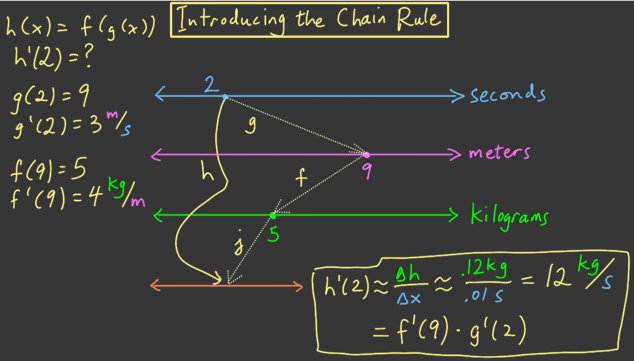 Introducing the Chain Rule
h(x) = f(g(x))
h'(2) = ?
g(2) = 9
g'(2) = 3 m/s
f(9) = 5
f'(9) = 4 kg/m
2
seconds
g
meters
9
h
f
kilograms
5
j
h'(2) ≈ Δh/Δx ≈ .12kg/.01 s = 12 kg/s
= f'(9) · g'(2)